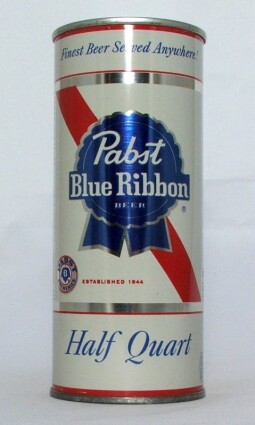 Finest Beer Served Anywhere!
Pabst
Blue Ribbon
BEER
®
B
ESTABLISHED 1844
Half Quart